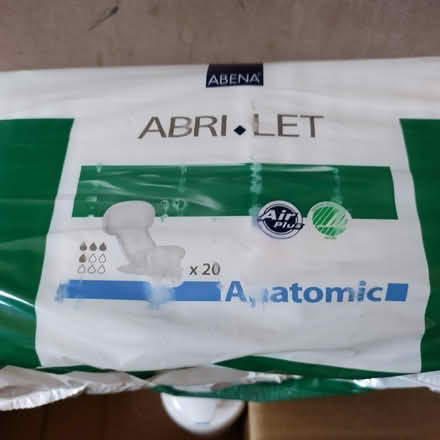 ABENA®
ABRI◆LET
Air
Plus
x 20
Anatomic